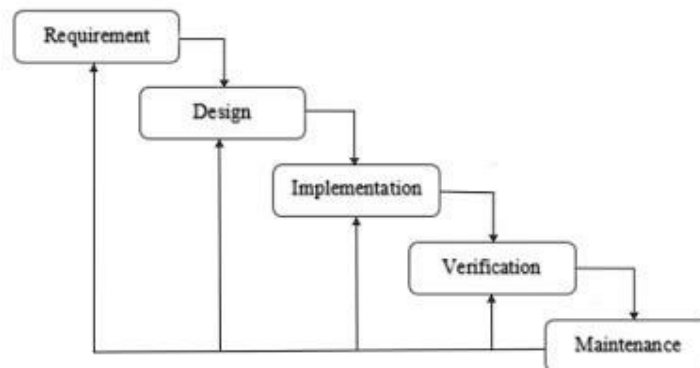 Requirement
Design
Implementation
Verification
Maintenance